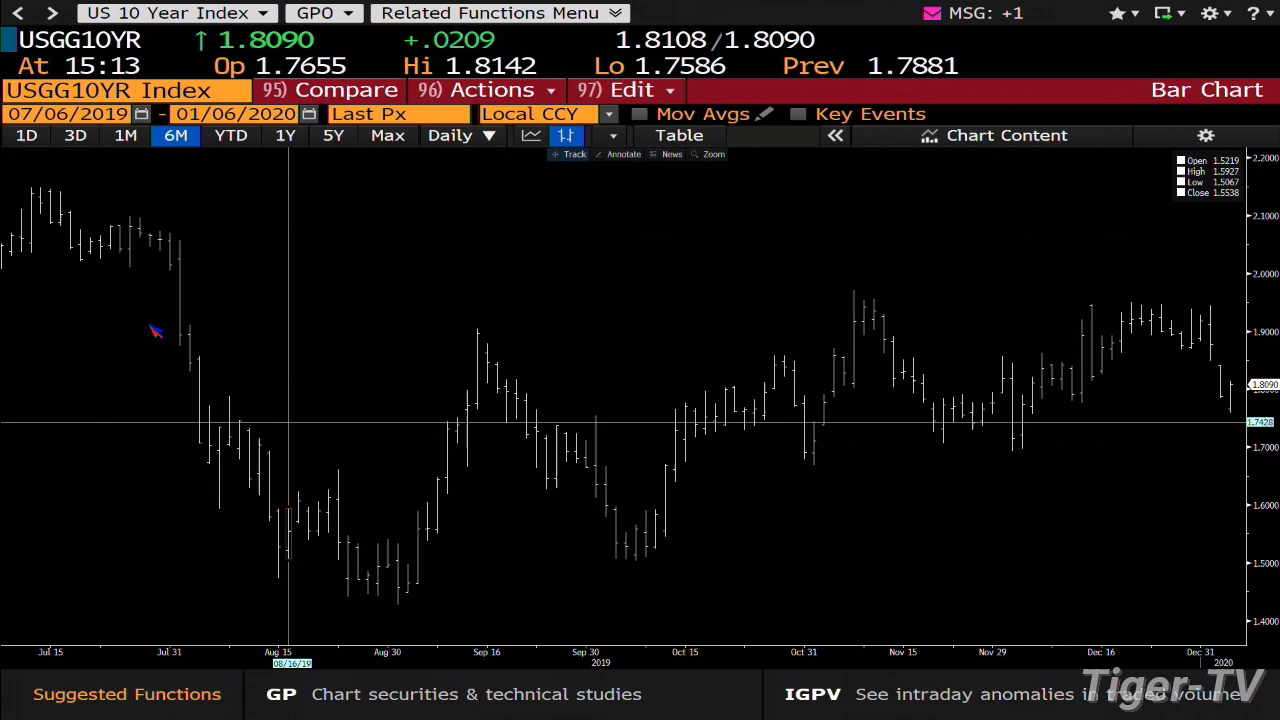 US 10 Year Index GPO Related Functions Menu MSG: +1 ?
USGG10YR ↑ 1.8090 +.0209 1.8108/1.8090
At 15:13 Op 1.7655 Hi 1.8142 Lo 1.7586 Prev 1.7881
USGG10YR Index 95) Compare 96) Actions 97) Edit Bar Chart
07/06/2019 - 01/06/2020 Last Px Local CCY Mov Avgs Key Events
1D 3D 1M 6M YTD 1Y 5Y Max Daily ▼ Table « Chart Content
Track Annotate News Zoom
Open 1.5219
High 1.5927
Low 1.5067
Close 1.5538
2.2000
2.1000
2.0000
1.9000
1.8090
1.7428
1.7000
1.6000
1.5000
1.4000
Jul 15 Jul 31 Aug 15 Aug 30 Sep 16 Sep 30 Oct 15 Oct 31 Nov 15 Nov 29 Dec 16 Dec 31
08/16/19 2019 2020
Suggested Functions GP Chart securities & technical studies IGPV See intraday anomalies in traded volume
Tiger-TV